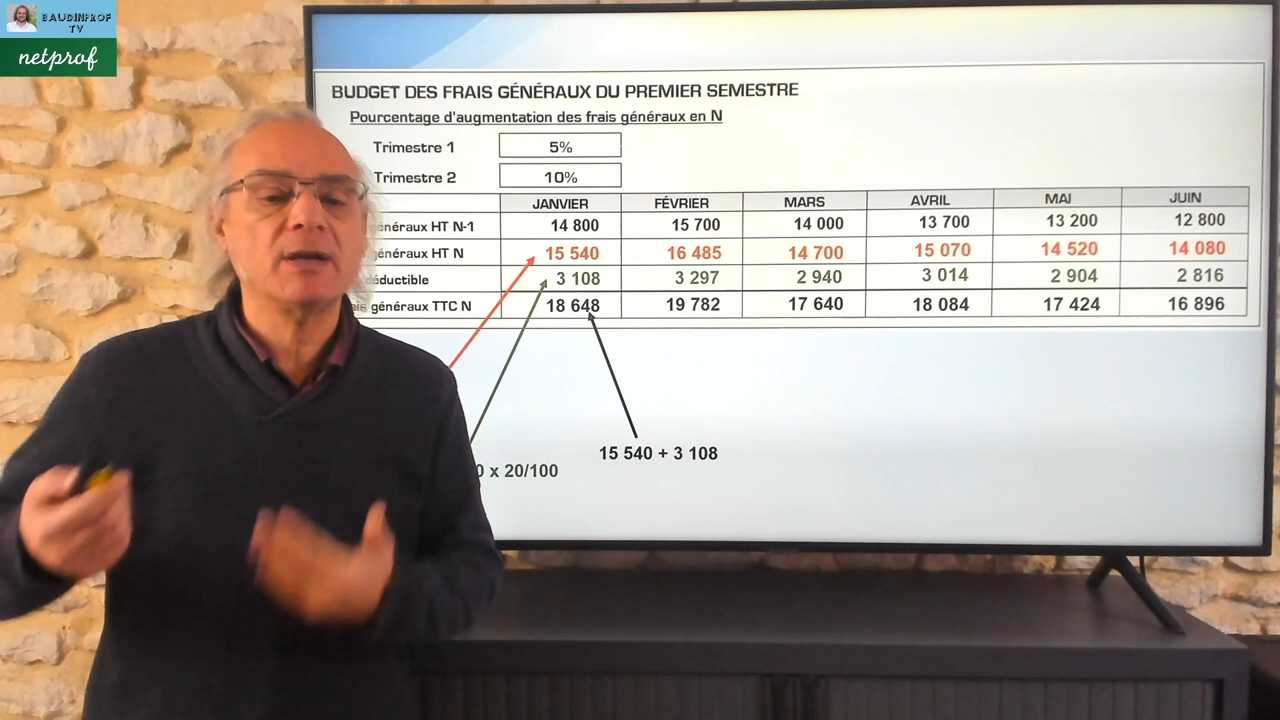 BAUDINPROF
TV
netprof
BUDGET DES FRAIS GÉNÉRAUX DU PREMIER SEMESTRE
Pourcentage d'augmentation des frais généraux en N
Trimestre 1 5%
Trimestre 2 10%
JANVIER FÉVRIER MARS AVRIL MAI JUIN
généraux HT N-1 14 800 15 700 14 000 13 700 13 200 12 800
généraux HT N 15 540 16 485 14 700 15 070 14 520 14 080
déductible 3 108 3 297 2 940 3 014 2 904 2 816
généraux TTC N 18 648 19 782 17 640 18 084 17 424 16 896
15 540 + 3 108
0 x 20/100